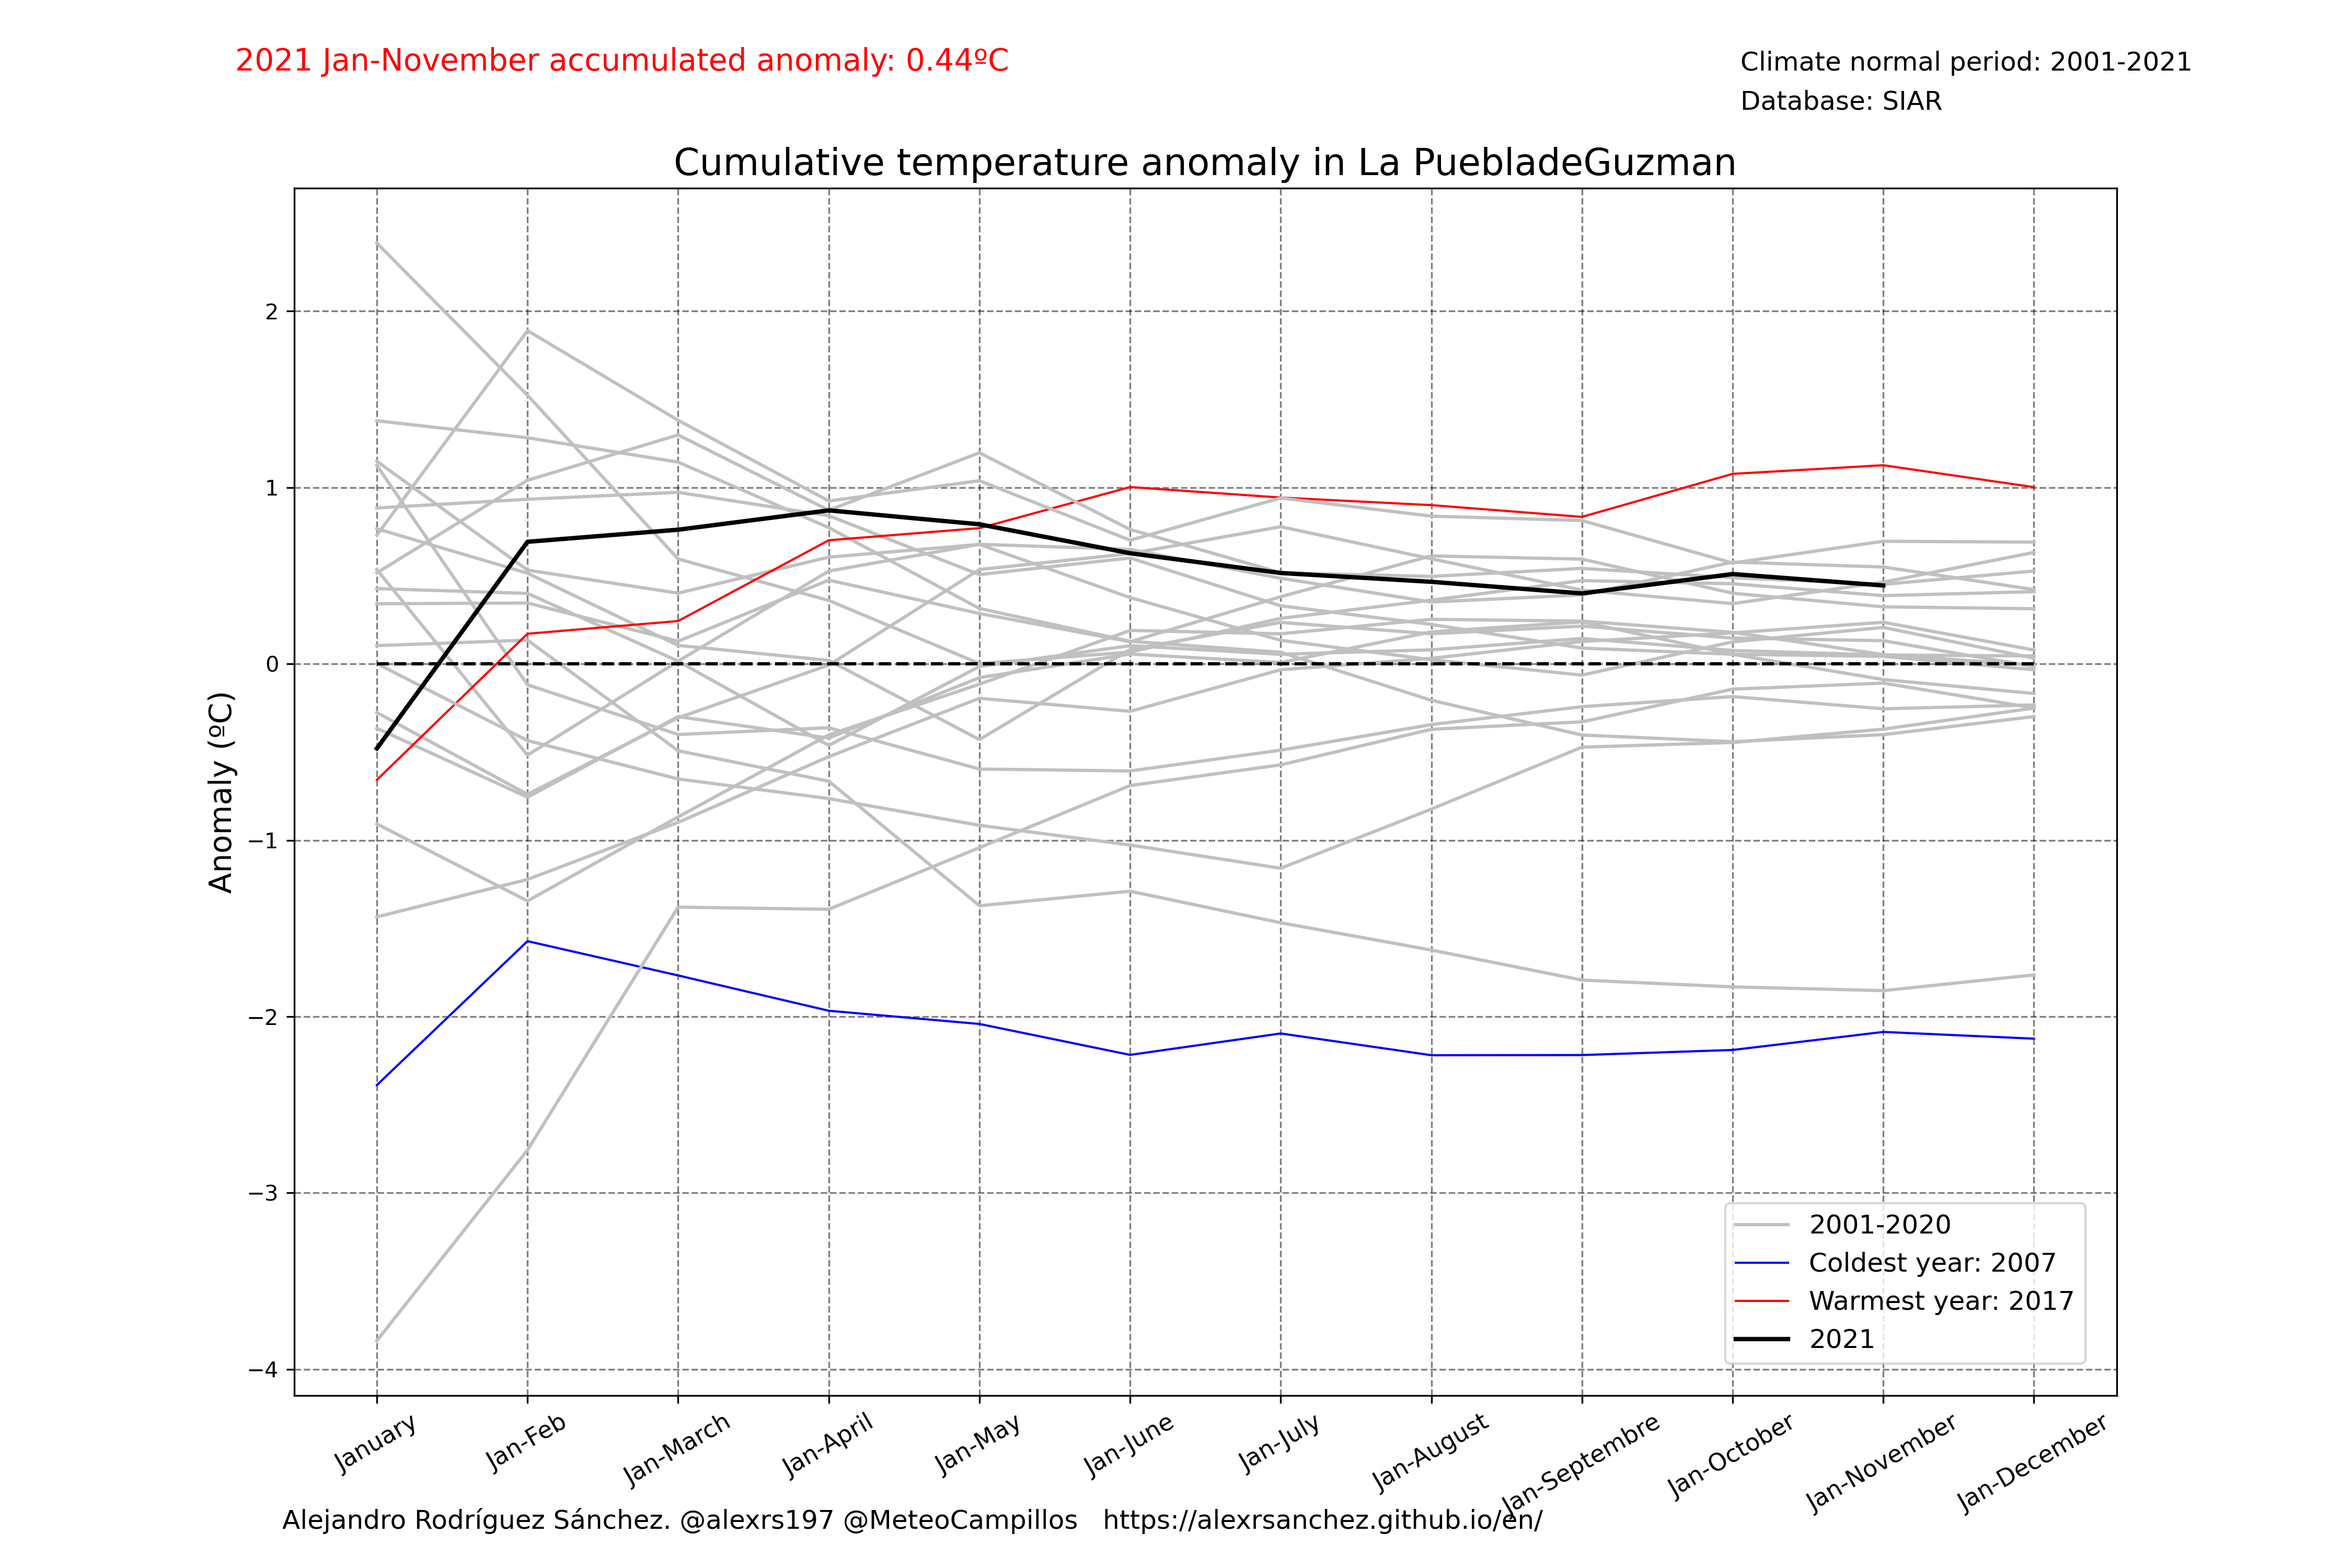 2021 Jan-November accumulated anomaly: 0.44ºC
Climate normal period: 2001-2021
Database: SIAR
Cumulative temperature anomaly in La PuebladeGuzman
Anomaly (ºC)
2
1
0
−1
−2
−3
−4
2001-2020
Coldest year: 2007
Warmest year: 2017
2021
January
Jan-Feb
Jan-March
Jan-April
Jan-May
Jan-June
Jan-July
Jan-August
Jan-Septembre
Jan-October
Jan-November
Jan-December
Alejandro Rodríguez Sánchez. @alexrs197 @MeteoCampillos https://alexrsanchez.github.io/en/